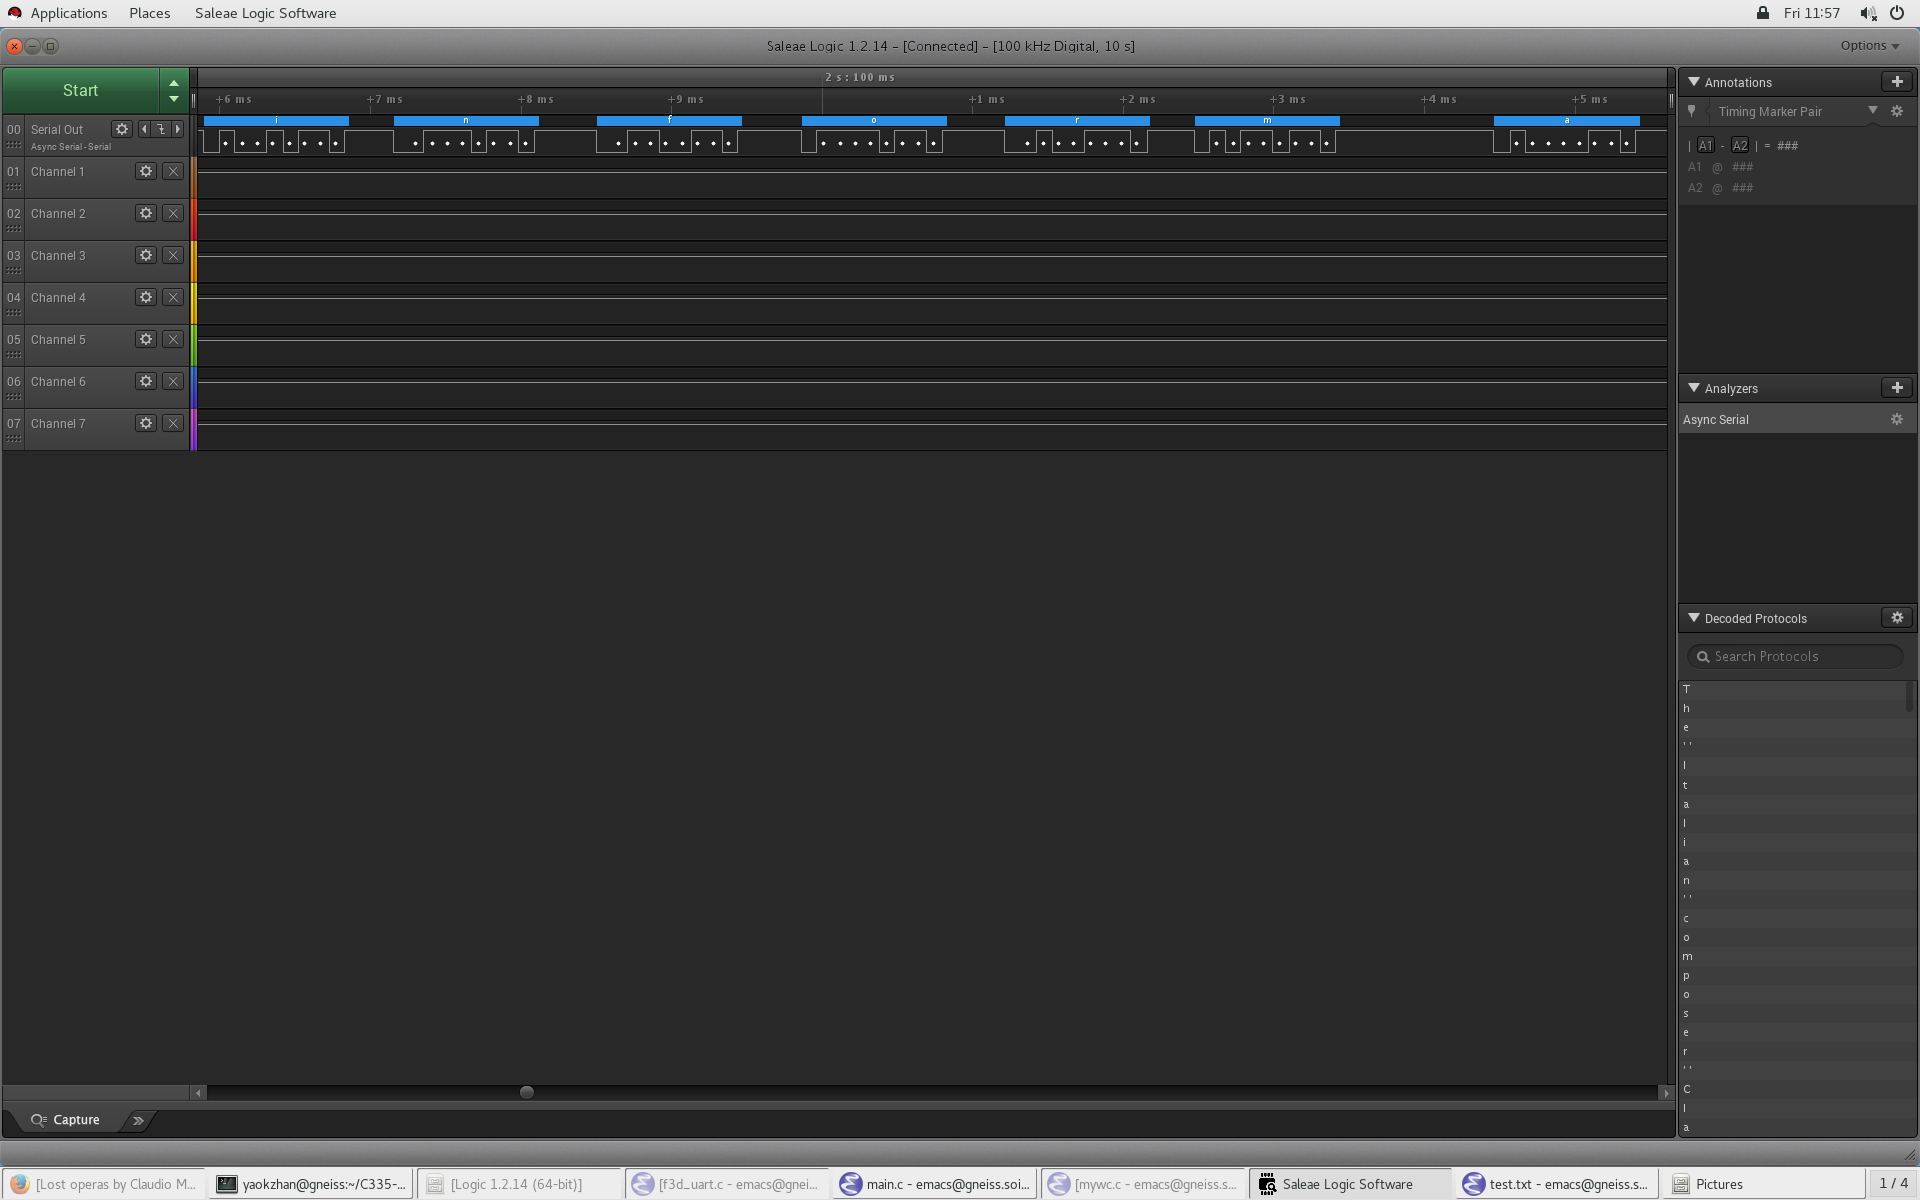 Applications Places Saleae Logic Software Fri 11:57
Saleae Logic 1.2.14 - [Connected] - [100 kHz Digital, 10 s] Options
Start
2 s : 100 ms
+6 ms +7 ms +8 ms +9 ms +1 ms +2 ms +3 ms +4 ms +5 ms
i n f o r m a
00 Serial Out
Async Serial - Serial
01 Channel 1
02 Channel 2
03 Channel 3
04 Channel 4
05 Channel 5
06 Channel 6
07 Channel 7
Annotations
Timing Marker Pair
| A1 - A2 | = ###
A1 @ ###
A2 @ ###
Analyzers
Async Serial
Decoded Protocols
Search Protocols
T
h
e
' '
I
t
a
l
i
a
n
' '
c
o
m
p
o
s
e
r
' '
C
l
a
Capture
[Lost operas by Claudio M... yaokzhan@gneiss:~/C335-... [Logic 1.2.14 (64-bit)] [f3d_uart.c - emacs@gnei... main.c - emacs@gneiss.soi... [mywc.c - emacs@gneiss.s... Saleae Logic Software test.txt - emacs@gneiss.s... Pictures 1 / 4